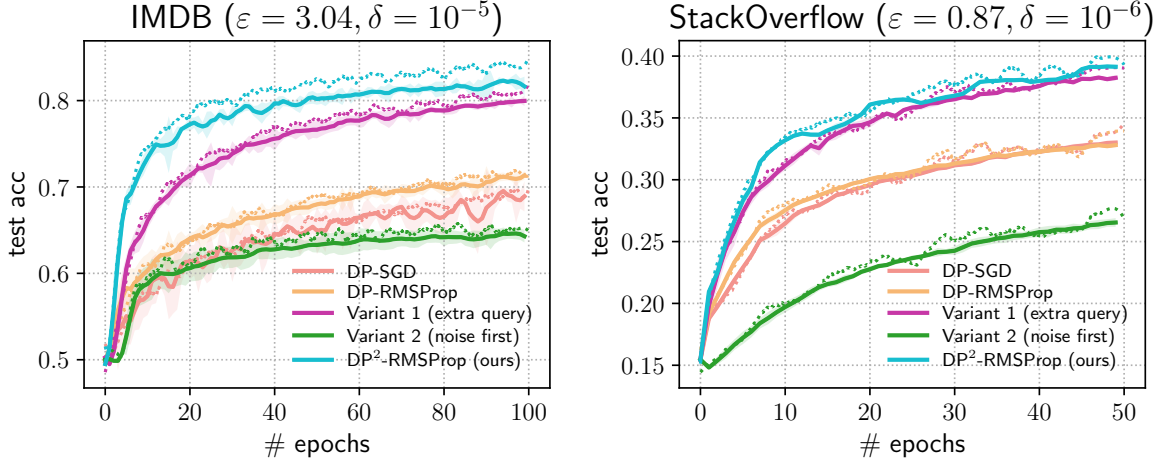 IMDB (ε = 3.04, δ = 10⁻⁵)
test acc
0.8
0.7
0.6
0.5
DP-SGD
DP-RMSProp
Variant 1 (extra query)
Variant 2 (noise first)
DP²-RMSProp (ours)
0 20 40 60 80 100
# epochs
StackOverflow (ε = 0.87, δ = 10⁻⁶)
test acc
0.40
0.35
0.30
0.25
0.20
0.15
DP-SGD
DP-RMSProp
Variant 1 (extra query)
Variant 2 (noise first)
DP²-RMSProp (ours)
0 10 20 30 40 50
# epochs